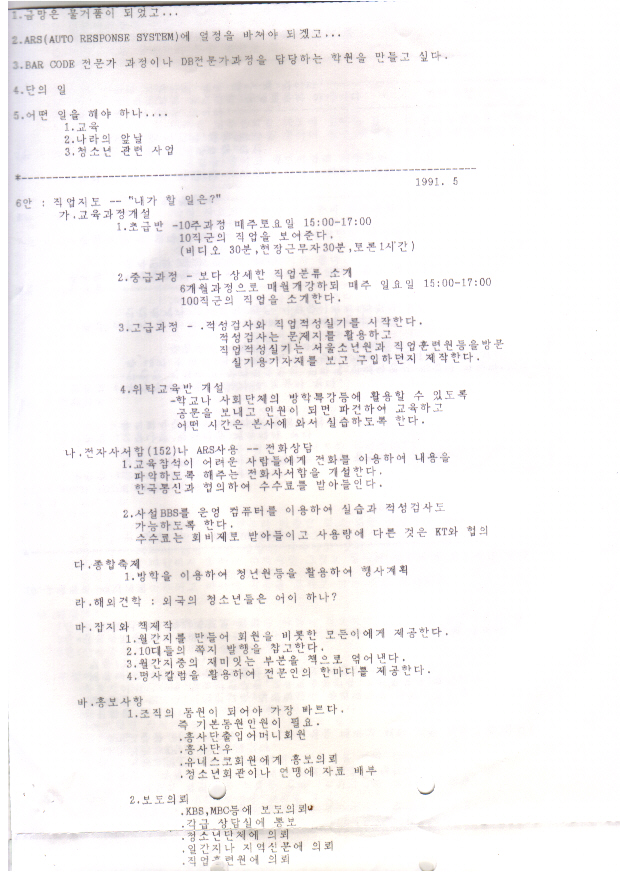 1.금방은 물거품이 되었고...
2.ARS(AUTO RESPONSE SYSTEM)에 열정을 바쳐야 되겠고...
3.BAR CODE 전문가 과정이나 DB전문가과정을 담당하는 학원을 만들고 싶다.
4.단의 일
5.어떤 일을 해야 하나....
1.교육
2.나라의 앞날
3.청소년 관련 사업
*--------------------------------------------------------------------------
1991. 5
6안 : 직업지도 -- "내가 할 일은?"
가.교육과정개설
1.초급반 -10주과정 매주토요일 15:00-17:00
10직군의 직업을 보여준다.
(비디오 30분,현장근무자30분,토론1시간)
2.중급과정 - .보다 상세한 직업분류 소개
6개월과정으로 매월개강하되 매주 일요일 15:00-17:00
100직군의 직업을 소개한다.
3.고급과정 - .적성검사와 직업적성실기를 시작한다.
적성검사는 문제지를 활용하고
직업적성실기는 서울소년원과 직업훈련원등을방문
실기용기자재를 보고 구입하던지 제작한다.
4.위탁교육반 개설
-학교나 사회단체의 방학특강등에 활용할 수 있도록
공문을 보내고 인원이 되면 파견하여 교육하고
어떤 시간은 본사에 와서 실습하도록 한다.
나.전자사서함(152)나 ARS사용 -- 전화상담
1.교육참석이 어려운 사람들에게 전화를 이용하여 내용을
파악하도록 해주는 전화사서함을 개설한다.
한국통신과 협의하여 수수료를 받아들인다.
2.사설BBS를 운영 컴퓨터를 이용하여 실습과 적성검사도
가능하도록 한다.
수수료는 회비제로 받아들이고 사용량에 다른 것은 KT와 협의
다.종합축제
1.방학을 이용하여 청년원등을 활용하여 행사계획
라.해외견학 : 외국의 청소년들은 어이 하나?
마.잡지와 책제작
1.월간지를 만들어 회원을 비롯한 모든이에게 제공한다.
2.10대들의 쪽지 발행을 참고한다.
3.월간지중의 재미잇는 부분을 책으로 엮어낸다.
4.명사칼럼을 활용하여 전문인의 한마디를 제공한다.
바.홍보사항
1.조직의 동원이 되어야 가장 바르다.
즉 기본동원인원이 필요.
.흥사단출입어머니회원
.흥사단우
.유네스코회원에게 홍보의뢰
.청소년회관이나 연맹에 자료 배부
2.보도의뢰
.KBS,MBC등에 보도의뢰
.각급 상담실에 통보
.청소년단체에 의뢰
.일간지나 지역신문에 의뢰
.직업훈련원에 의뢰